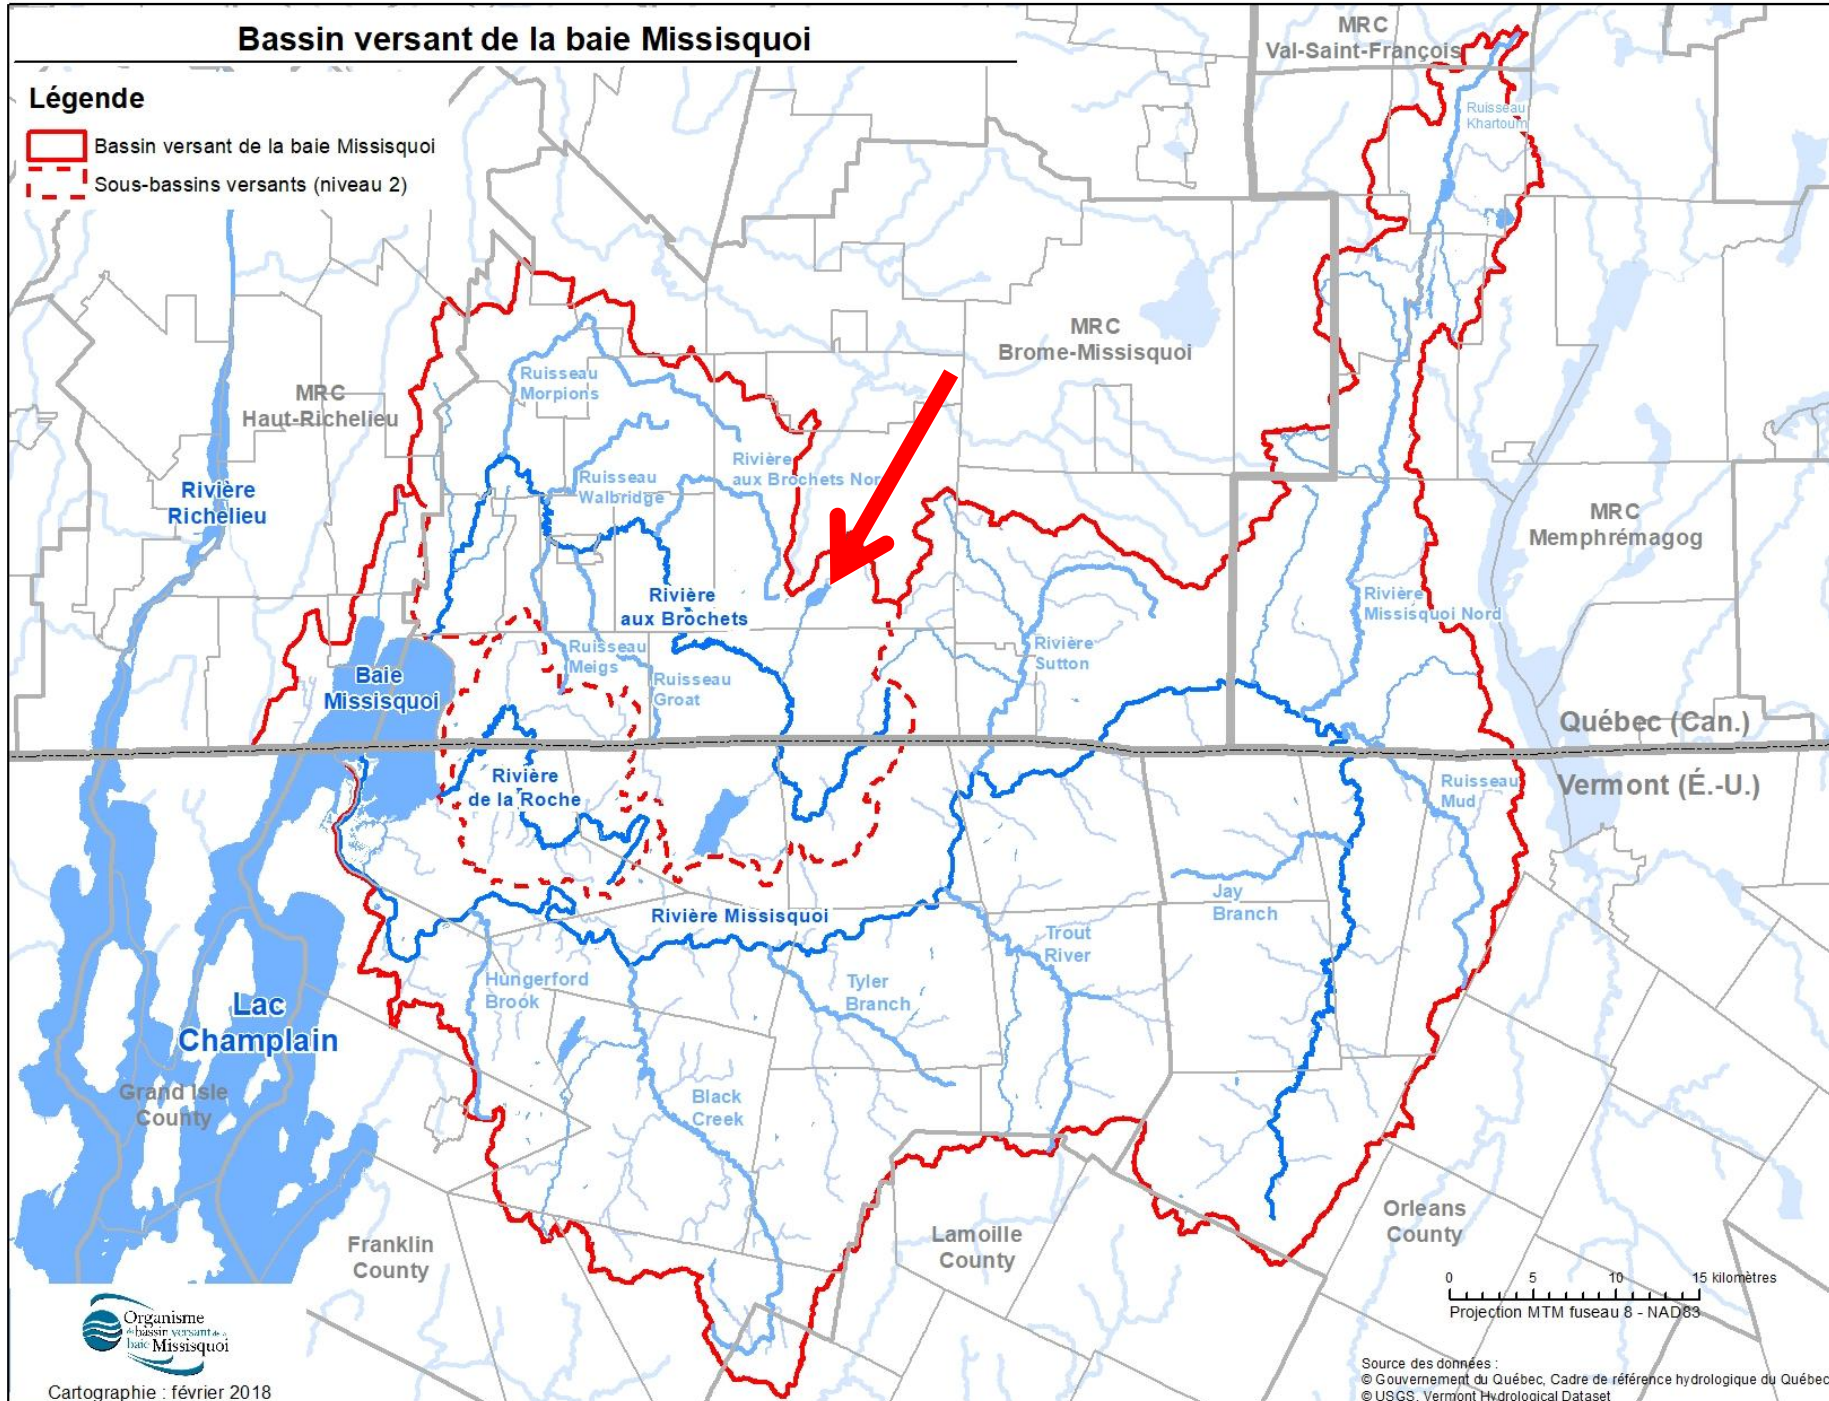 Bassin versant de la baie Missisquoi
Légende
Bassin versant de la baie Missisquoi
Sous-bassins versants (niveau 2)
MRC
Val-Saint-François
Ruisseau
Khartoum
MRC
Brome-Missisquoi
MRC
Haut-Richelieu
Ruisseau
Morpions
Rivière
Richelieu
Ruisseau
Walbridge
Rivière
aux Brochets Nor
MRC
Memphrémagog
Rivière
aux Brochets
Rivière
Missisquoi Nord
Ruisseau
Meigs
Rivière
Sutton
Baie
Missisquoi
Ruisseau
Groat
Québec (Can.)
Vermont (É.-U.)
Rivière
de la Roche
Ruisseau
Mud
Jay
Branch
Rivière Missisquoi
Trout
River
Hungerford
Brook
Tyler
Branch
Lac
Champlain
Grand Isle
County
Black
Creek
Franklin
County
Lamoille
County
Orleans
County
0 5 10 15 kilomètres
Projection MTM fuseau 8 - NAD83
Organisme
de bassin versant de la
baie Missisquoi
Cartographie : février 2018
Source des données :
© Gouvernement du Québec, Cadre de référence hydrologique du Québec
© USGS, Vermont Hydrological Dataset